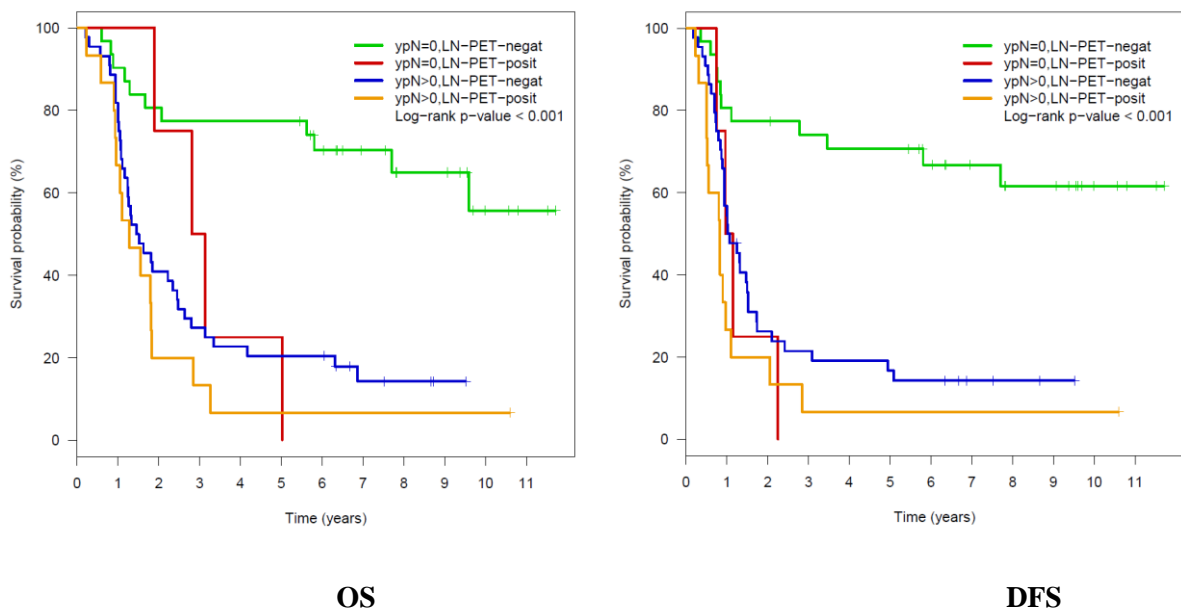 100
80
60
40
20
0
Survival probability (%)
ypN=0,LN−PET−negat
ypN=0,LN−PET−posit
ypN>0,LN−PET−negat
ypN>0,LN−PET−posit
Log−rank p−value < 0.001
0 1 2 3 4 5 6 7 8 9 10 11
Time (years)
OS
100
80
60
40
20
0
Survival probability (%)
ypN=0,LN−PET−negat
ypN=0,LN−PET−posit
ypN>0,LN−PET−negat
ypN>0,LN−PET−posit
Log−rank p−value < 0.001
0 1 2 3 4 5 6 7 8 9 10 11
Time (years)
DFS